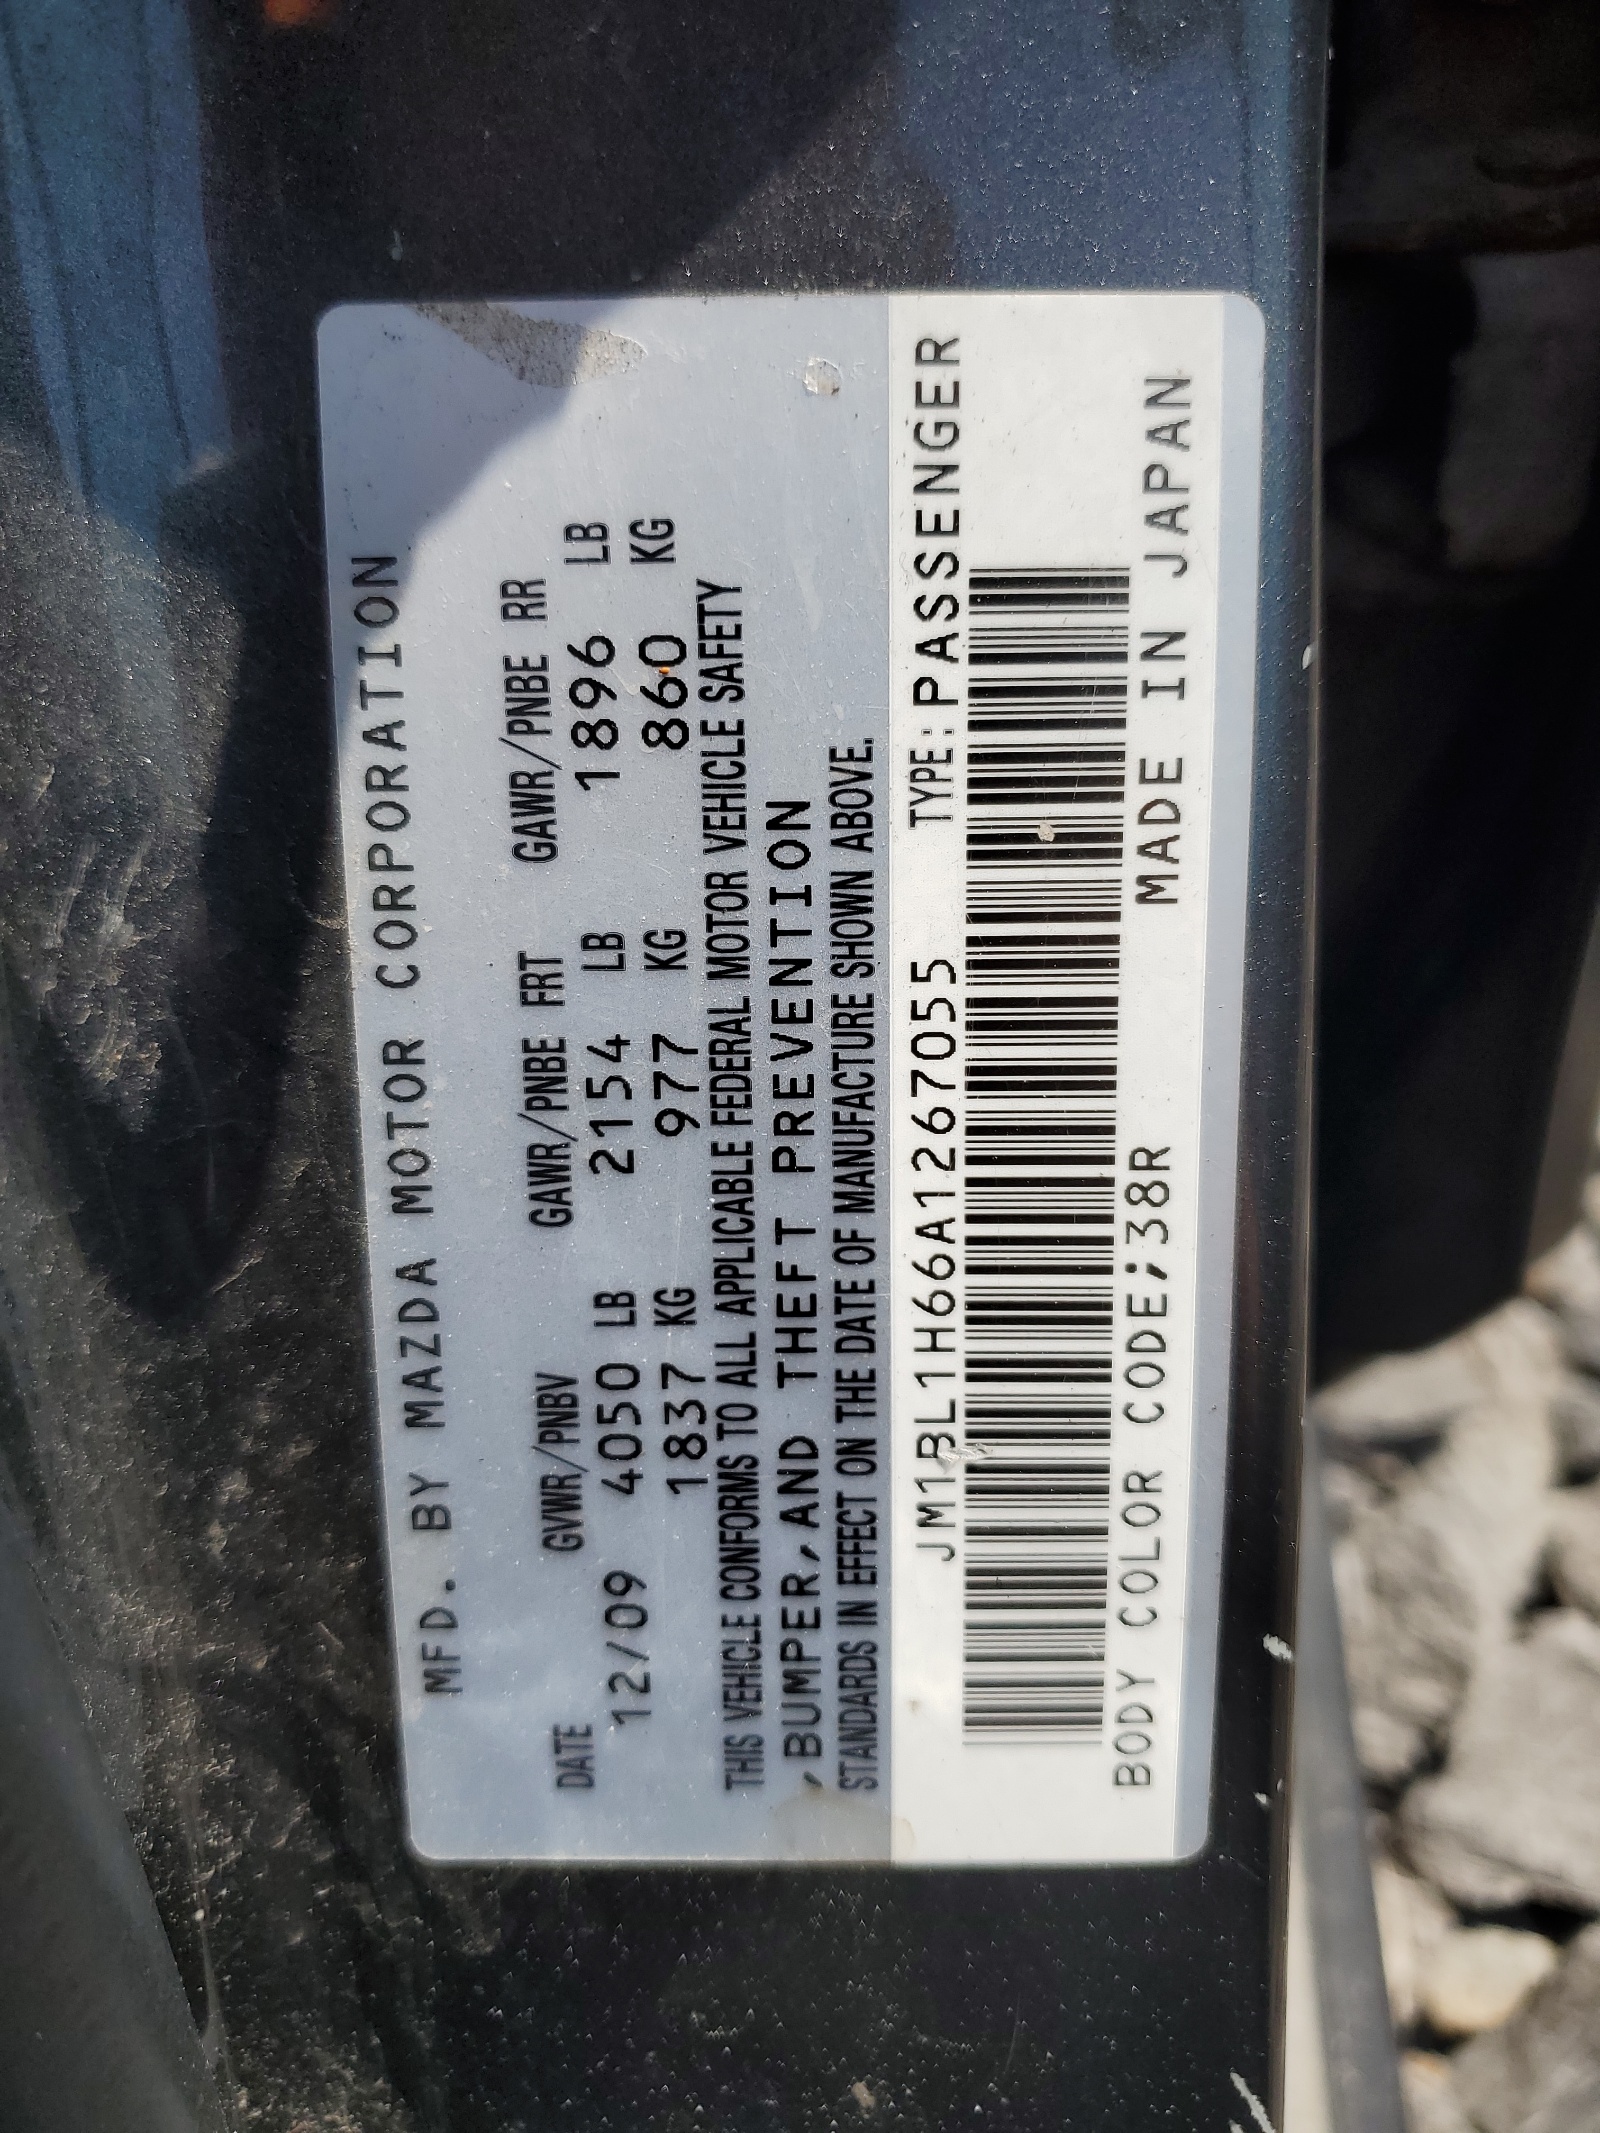 MFD. BY MAZDA MOTOR CORPORATION
DATE GVWR/PNBV GAWR/PNBE FRT GAWR/PNBE RR
12/09 4050 LB 2154 LB 1896 LB
1837 KG 977 KG 860 KG
THIS VEHICLE CONFORMS TO ALL APPLICABLE FEDERAL MOTOR VEHICLE SAFETY
,BUMPER,AND THEFT PREVENTION
STANDARDS IN EFFECT ON THE DATE OF MANUFACTURE SHOWN ABOVE.
JM1BL1H66A1267055 TYPE:PASSENGER
BODY COLOR CODE;38R MADE IN JAPAN